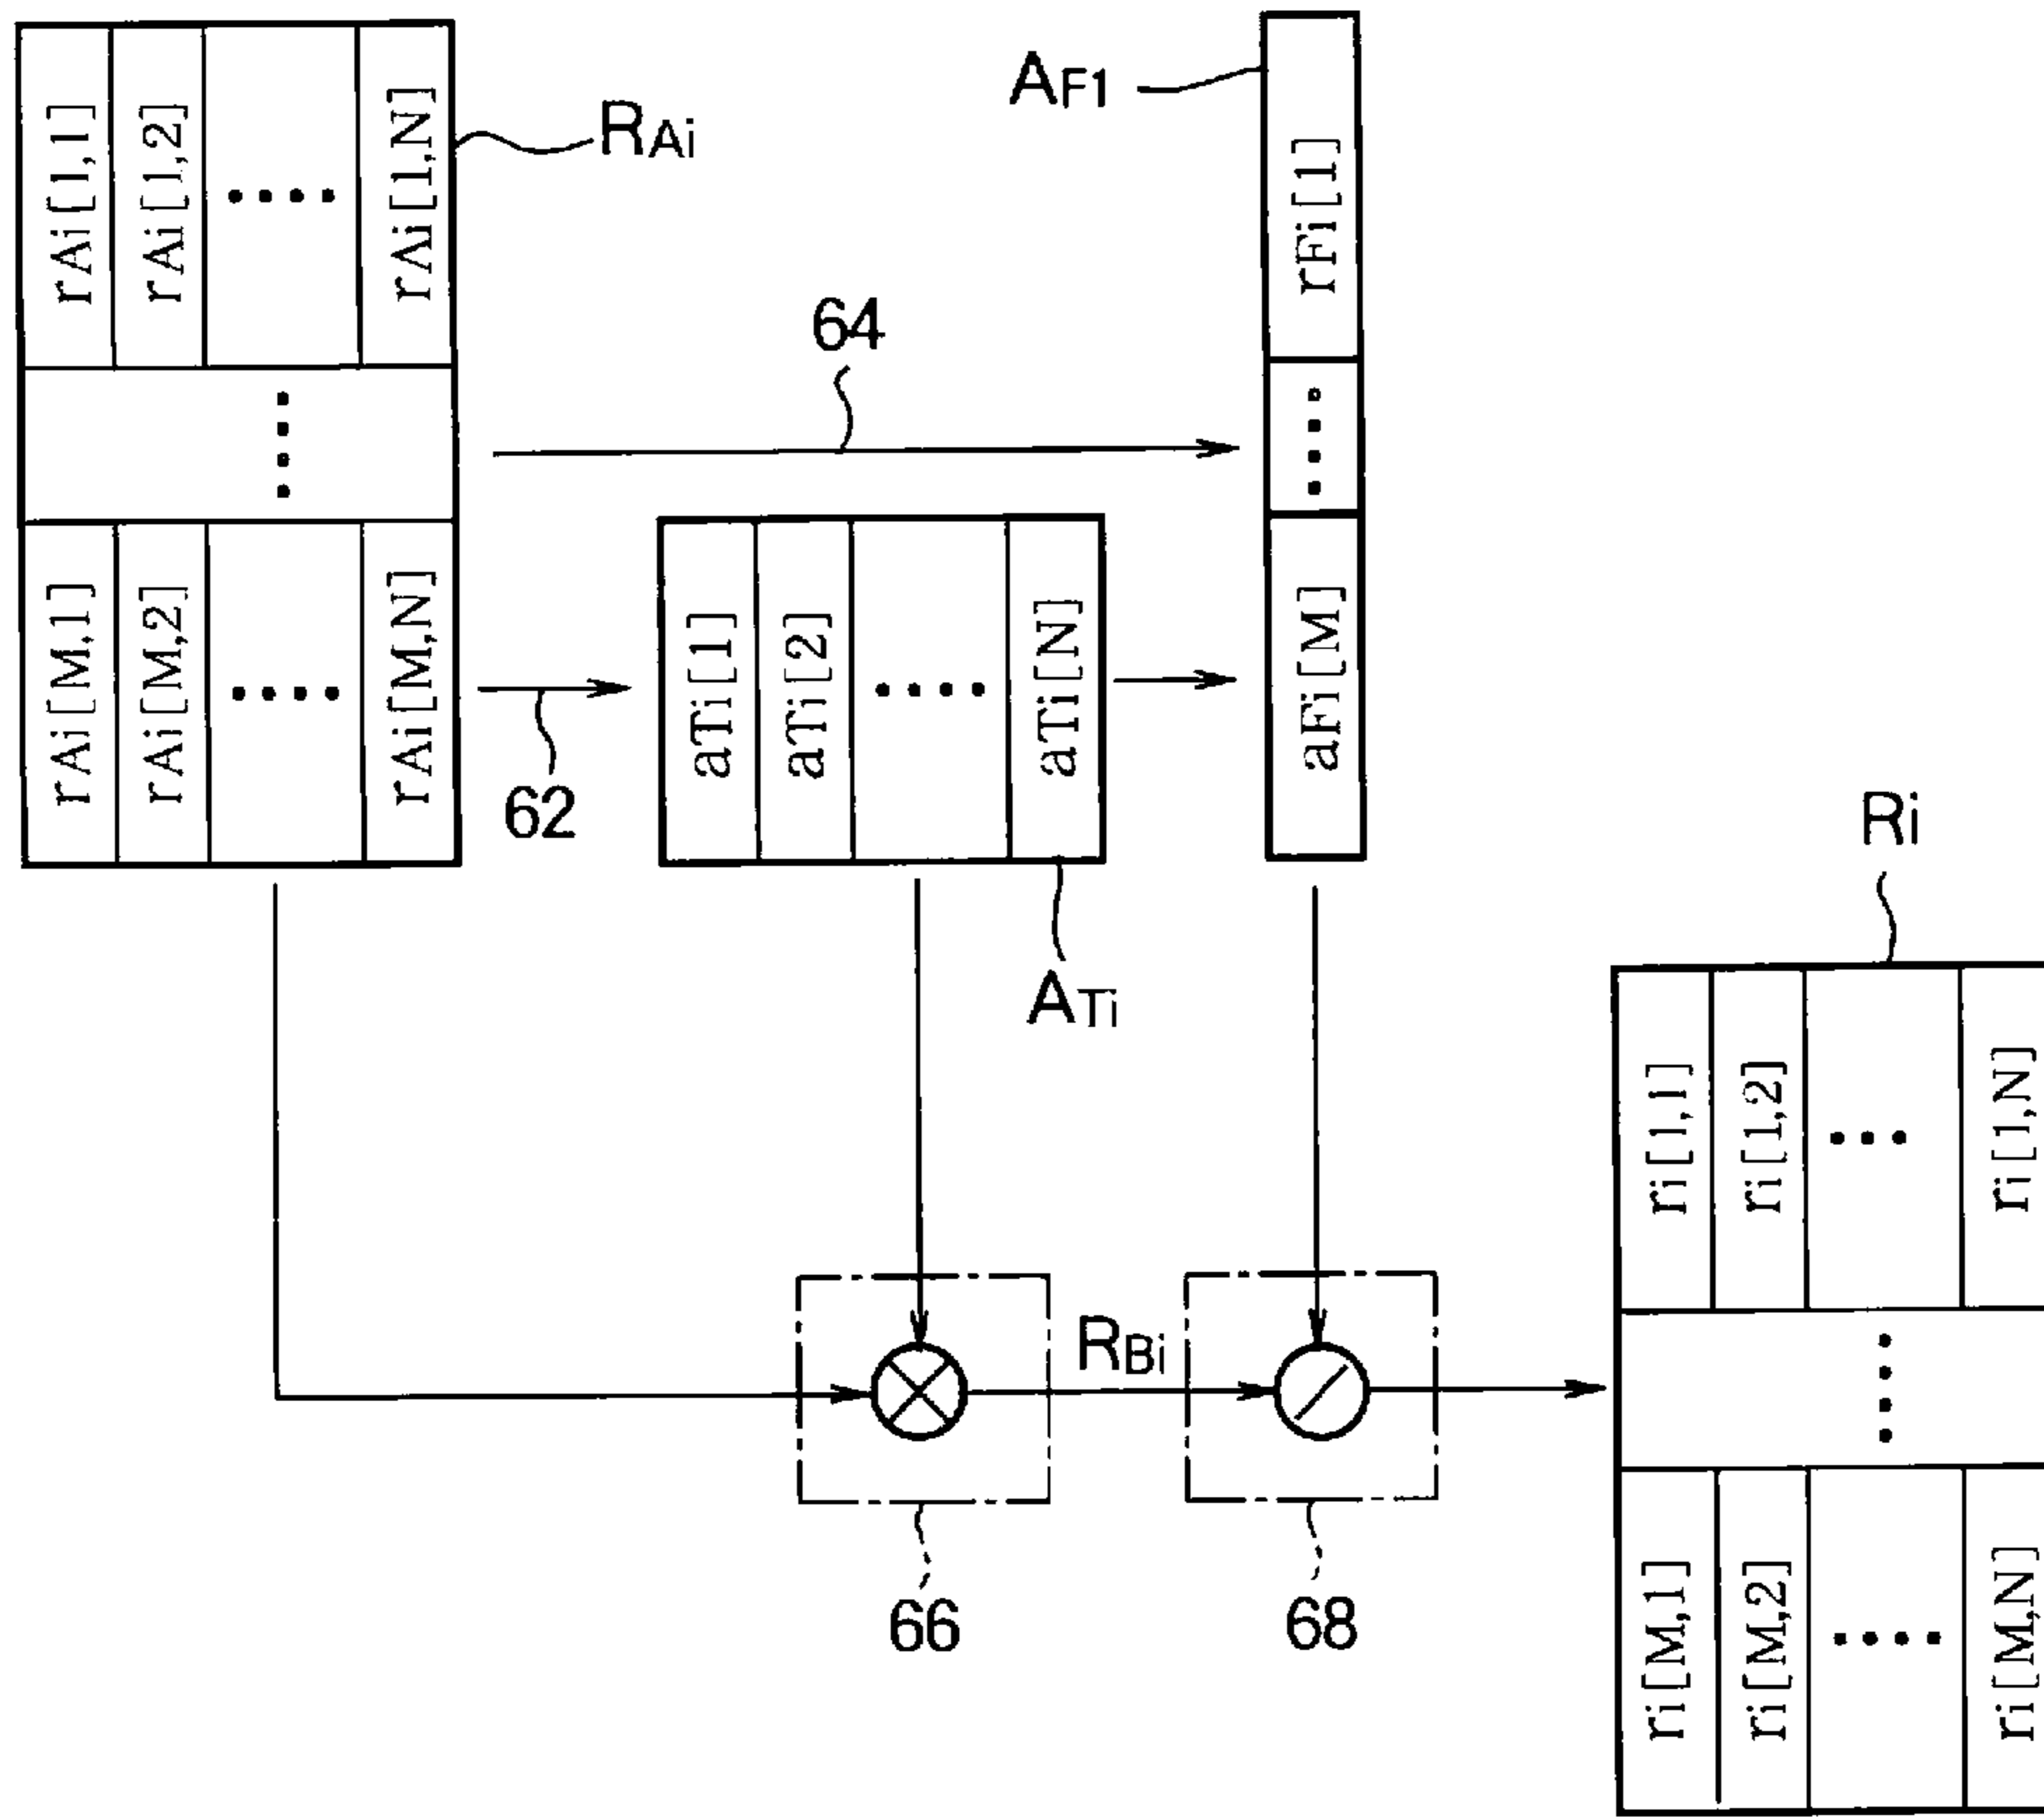 rAi[1,1]
rAi[1,2]
....
rAi[1,N]
RAi
....
rAi[M,1]
rAi[M,2]
....
rAi[M,N]
64
62
aTi[1]
aTi[2]
....
aTi[N]
ATi
AF1
rFi[1]
....
aFi[M]
66
RBi
68
Ri
ri[1,1]
ri[1,2]
...
ri[1,N]
....
ri[M,1]
ri[M,2]
....
ri[M,N]